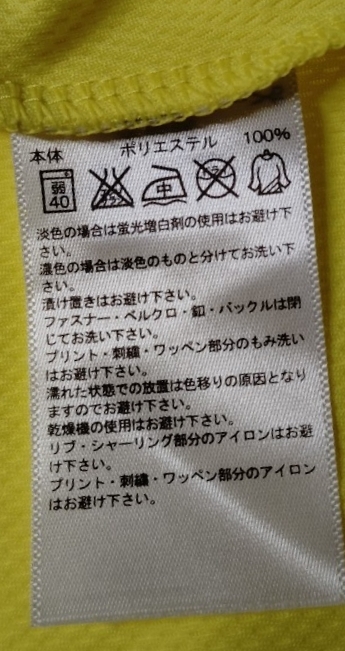 本体 ポリエステル 100%
弱 中
40
淡色の場合は蛍光増白剤の使用はお避け下
さい。
濃色の場合は淡色のものと分けてお洗い下
さい。
漬け置きはお避け下さい。
ファスナー・ベルクロ・釦・バックルは閉
じてお洗い下さい。
プリント・刺繍・ワッペン部分のもみ洗い
はお避け下さい。
濡れた状態での放置は色移りの原因となり
ますのでお避け下さい。
乾燥機の使用はお避け下さい。
リブ・シャーリング部分のアイロンはお避
け下さい。
プリント・刺繍・ワッペン部分のアイロン
はお避け下さい。